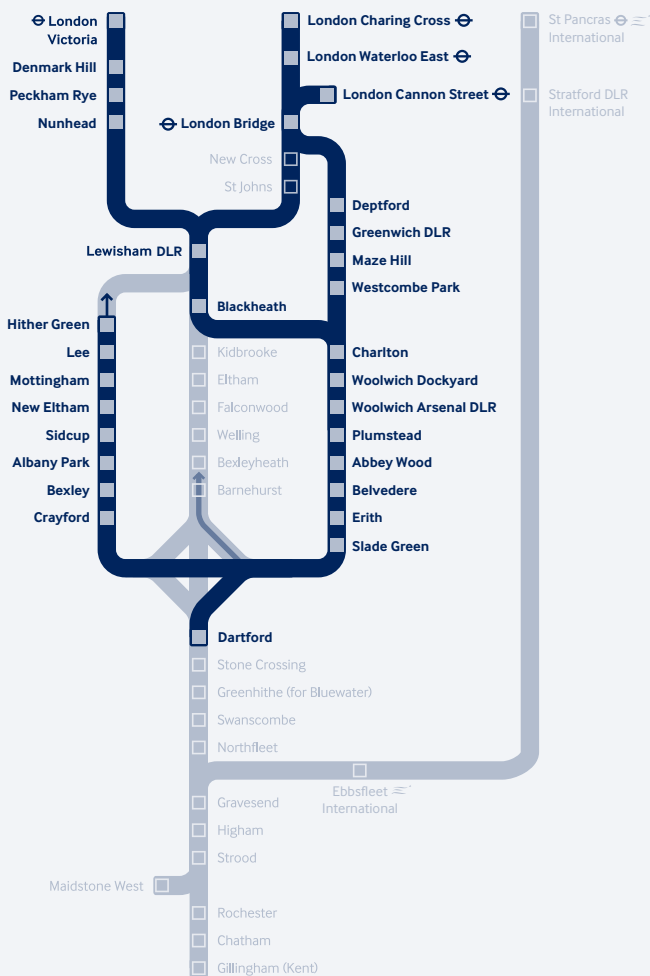 London
Victoria
Denmark Hill
Peckham Rye
Nunhead
London Charing Cross
London Waterloo East
London Cannon Street
London Bridge
New Cross
St Johns
St Pancras
International
Stratford DLR
International
Deptford
Greenwich DLR
Maze Hill
Westcombe Park
Lewisham DLR
Blackheath
Hither Green
Lee
Mottingham
New Eltham
Sidcup
Albany Park
Bexley
Crayford
Kidbrooke
Eltham
Falconwood
Welling
Bexleyheath
Barnehurst
Charlton
Woolwich Dockyard
Woolwich Arsenal DLR
Plumstead
Abbey Wood
Belvedere
Erith
Slade Green
Dartford
Stone Crossing
Greenhithe (for Bluewater)
Swanscombe
Northfleet
Ebbsfleet
International
Gravesend
Higham
Strood
Maidstone West
Rochester
Chatham
Gillingham (Kent)